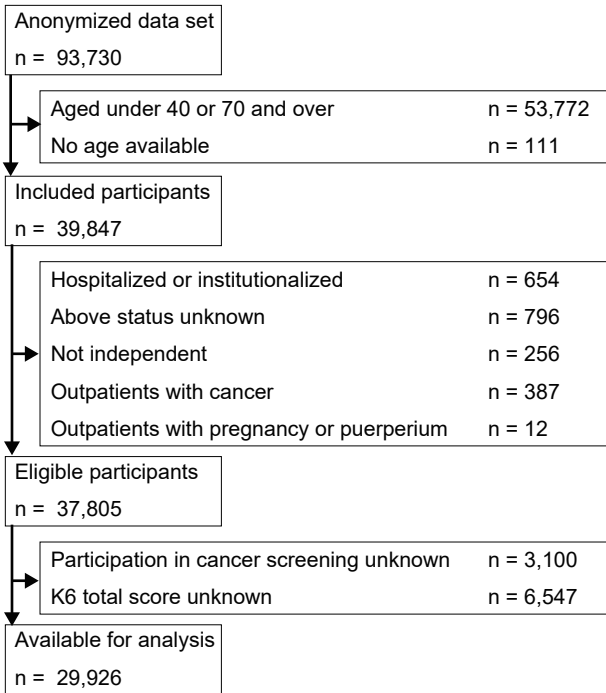 Anonymized data set
n = 93,730
Aged under 40 or 70 and over n = 53,772
No age available n = 111
Included participants
n = 39,847
Hospitalized or institutionalized n = 654
Above status unknown n = 796
Not independent n = 256
Outpatients with cancer n = 387
Outpatients with pregnancy or puerperium n = 12
Eligible participants
n = 37,805
Participation in cancer screening unknown n = 3,100
K6 total score unknown n = 6,547
Available for analysis
n = 29,926